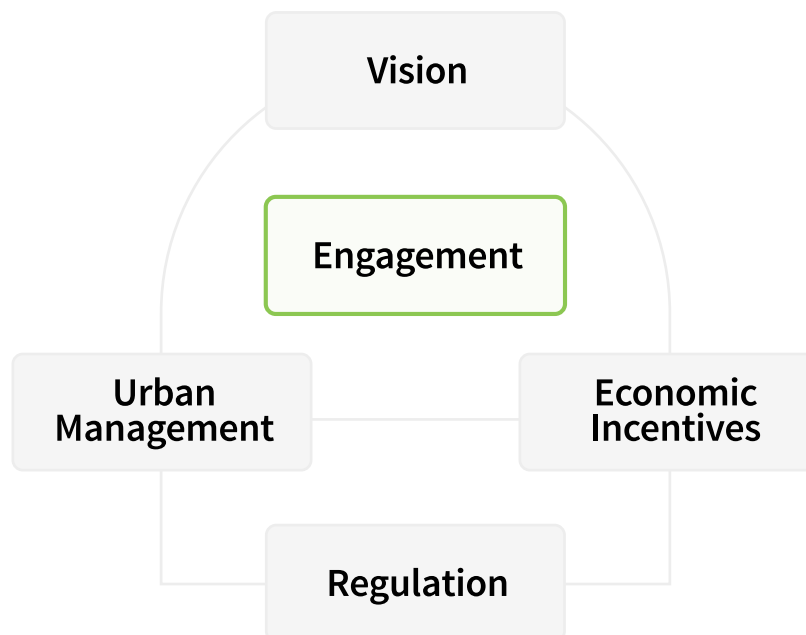 Vision
Engagement
Urban
Management
Economic
Incentives
Regulation